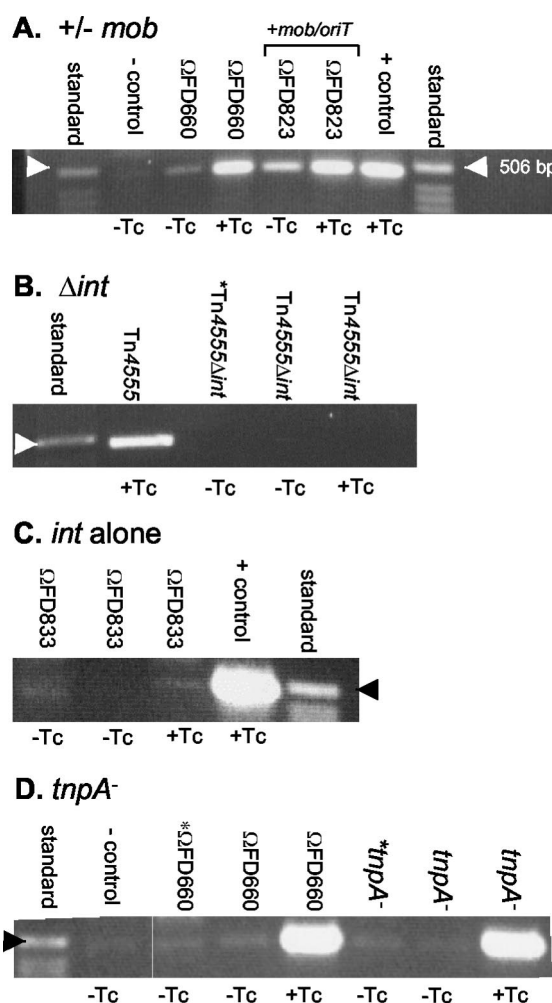 A. +/- mob
+mob/oriT
standard
- control
ΩFD660
ΩFD660
ΩFD823
ΩFD823
+ control
standard
506 bp
-Tc -Tc +Tc -Tc +Tc +Tc
B. Δint
standard
Tn4555
*Tn4555Δint
Tn4555Δint
Tn4555Δint
+Tc -Tc -Tc +Tc
C. int alone
ΩFD833
ΩFD833
ΩFD833
+ control
standard
-Tc -Tc +Tc +Tc
D. tnpA-
standard
- control
*ΩFD660
ΩFD660
ΩFD660
*tnpA-
tnpA-
tnpA-
-Tc -Tc -Tc +Tc -Tc -Tc +Tc